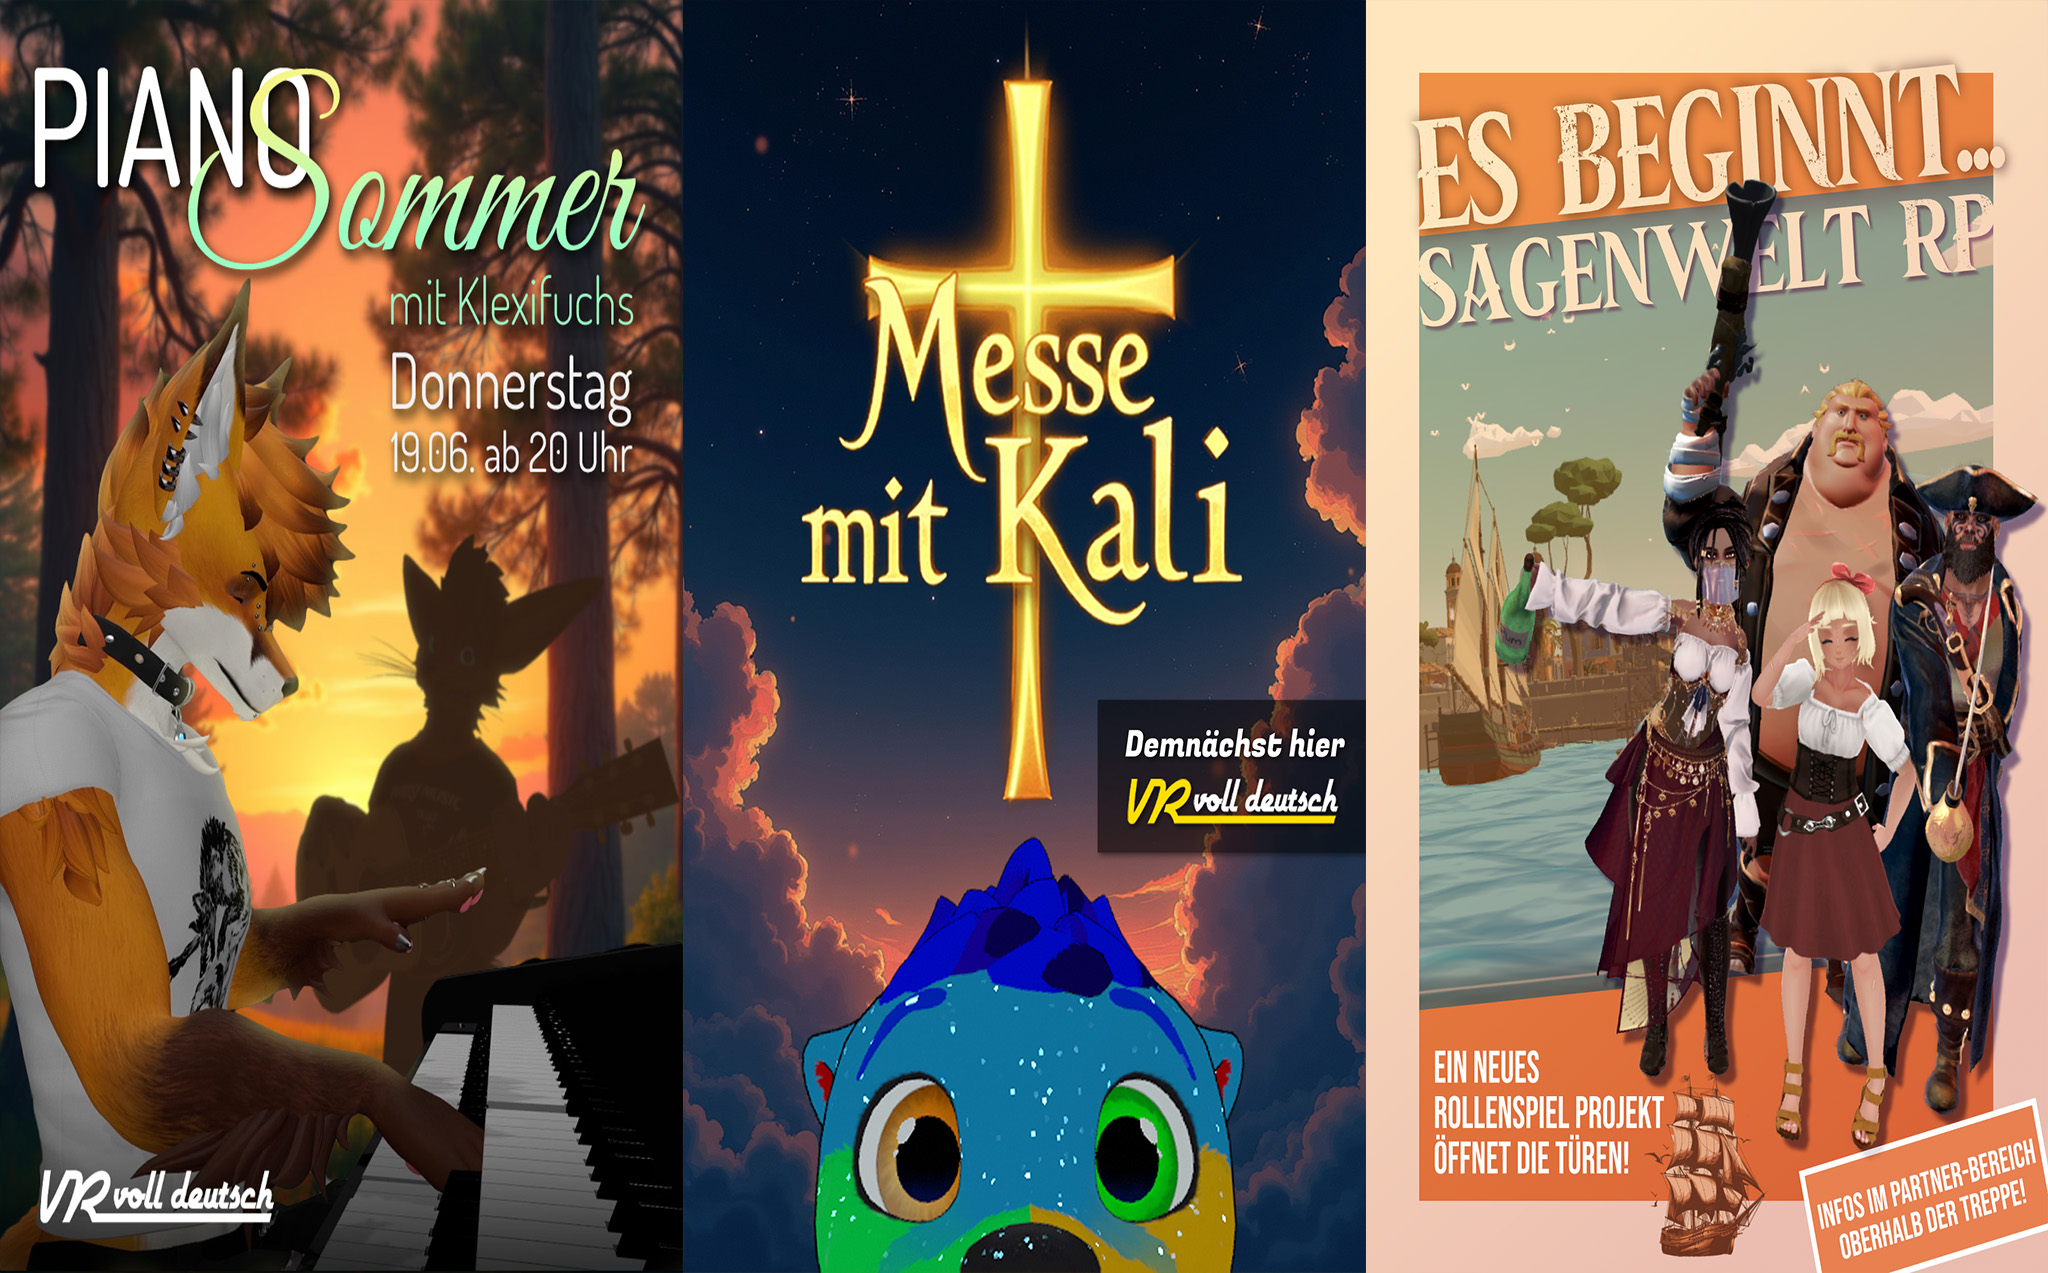 PIANO
Sommer
mit Klexifuchs
Donnerstag
19.06. ab 20 Uhr
VR voll deutsch
Messe
mit Kali
Demnächst hier
VR voll deutsch
ES BEGINNT...
SAGENWELT RP
Rum
EIN NEUES
ROLLENSPIEL PROJEKT
ÖFFNET DIE TÜREN!
INFOS IM PARTNER-BEREICH
OBERHALB DER TREPPE!